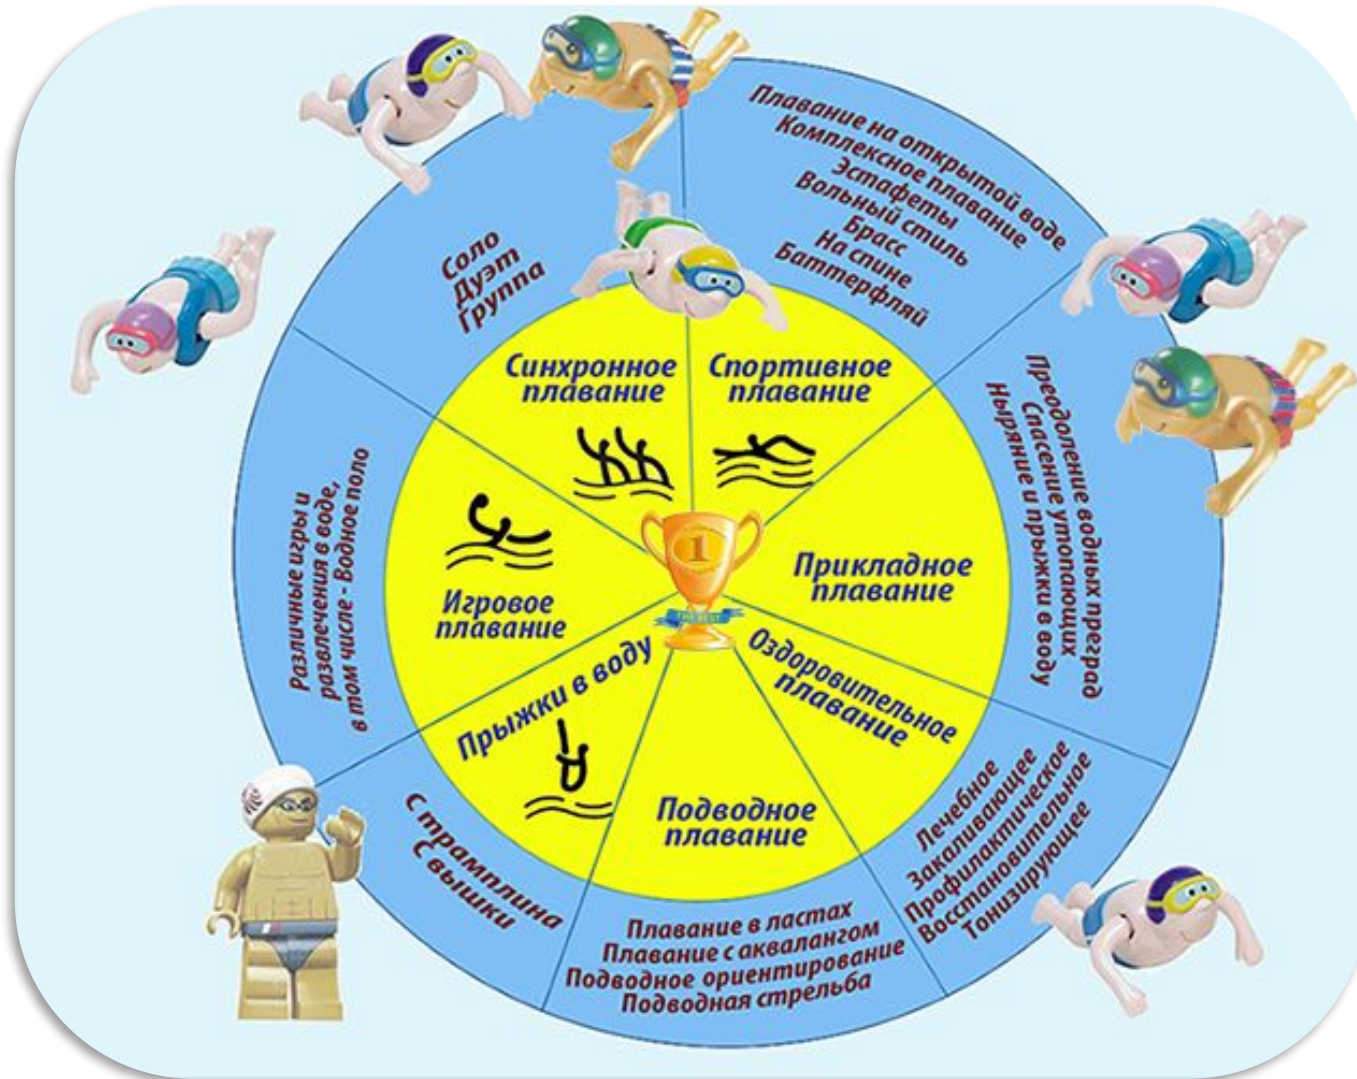 Плавание на открытой воде
Комплексное плавание
Эстафеты
Вольный стиль
Брасс
На спине
Баттерфляй
Спортивное
плавание
Преодоление водных преград
Спасение утопающих
Ныряние и прыжки в воду
Прикладное
плавание
Оздоровительное
плавание
Лечебное
Закаливающее
Профилактическое
Восстановительное
Тонизирующее
Подводное
плавание
Плавание в ластах
Плавание с аквалангом
Подводное ориентирование
Подводная стрельба
Прыжки в воду
С трамплина
С вышки
Игровое
плавание
Различные игры и
развлечения в воде,
в том числе - Водное поло
Синхронное
плавание
Соло
Дуэт
Группа
1